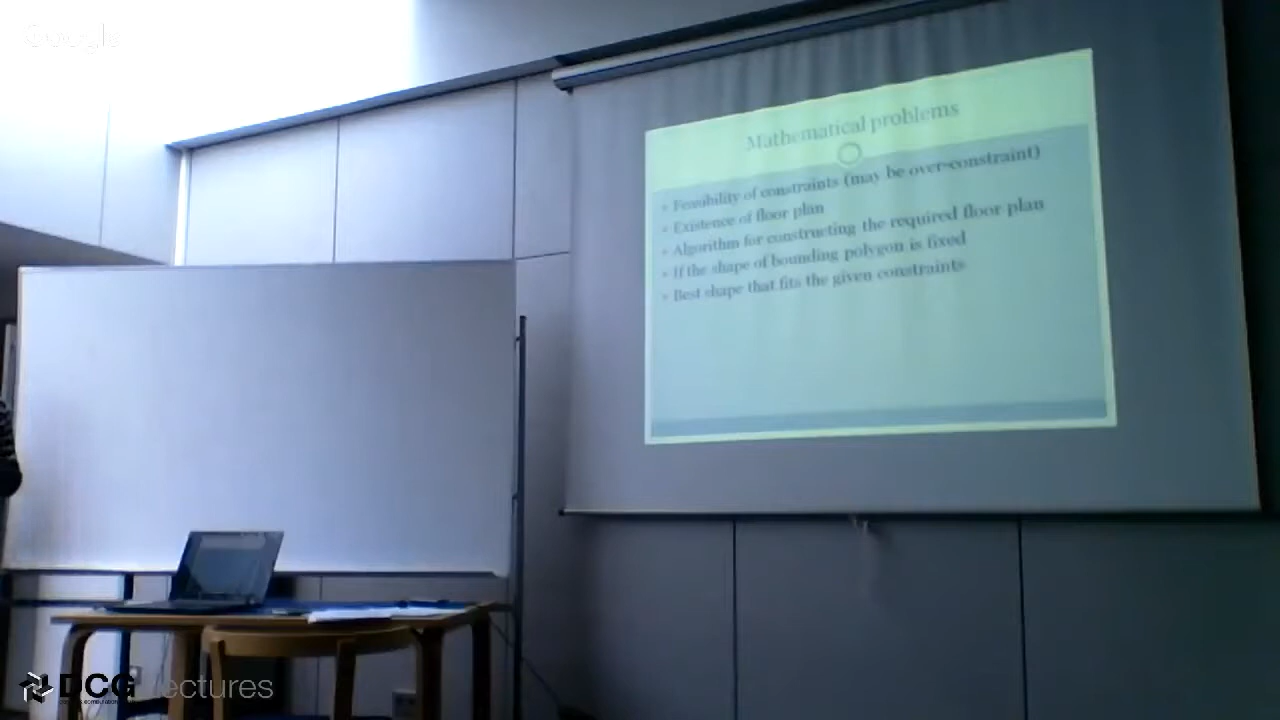 Google
Mathematical problems
Feasibility of constraints (may be over-constraint)
Existence of floor plan
Algorithm for constructing the required floor plan
If the shape of bounding polygon is fixed
Best shape that fits the given constraints
DCG Lectures